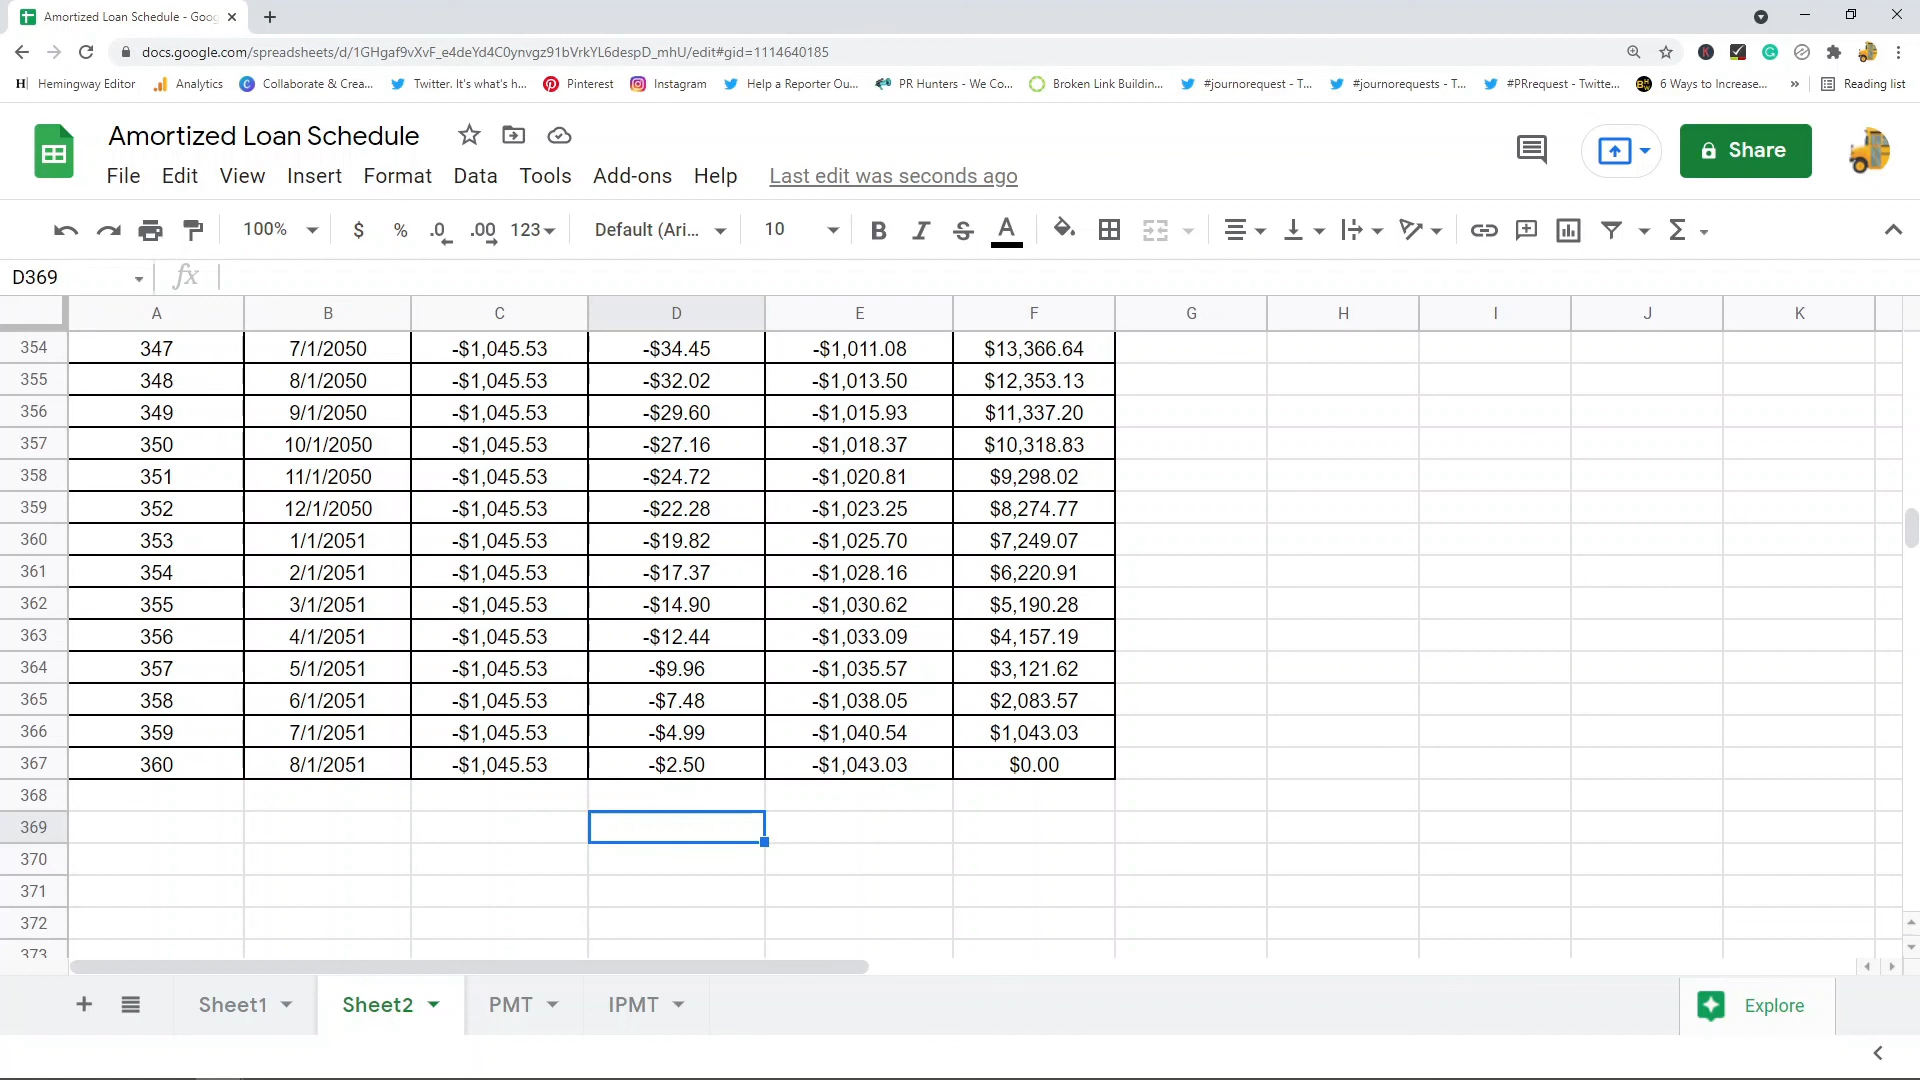 Amortized Loan Schedule - Goog
docs.google.com/spreadsheets/d/1GHgaf9vXvF_e4deYd4C0ynvgz91bVrkYL6despD_mhU/edit#gid=1114640185
Hemingway Editor Analytics Collaborate & Crea... Twitter. It's what's h... Pinterest Instagram Help a Reporter Ou... PR Hunters - We Co... Broken Link Buildin... #journorequest - T... #journorequests - T... #PRrequest - Twitte... 6 Ways to Increase... » Reading list
Amortized Loan Schedule
Share
File Edit View Insert Format Data Tools Add-ons Help Last edit was seconds ago
100% $ % .0 .00 123 Default (Ari... 10 B I S A Σ
D369 fx
A B C D E F G H I J K
354 347 7/1/2050 -$1,045.53 -$34.45 -$1,011.08 $13,366.64
355 348 8/1/2050 -$1,045.53 -$32.02 -$1,013.50 $12,353.13
356 349 9/1/2050 -$1,045.53 -$29.60 -$1,015.93 $11,337.20
357 350 10/1/2050 -$1,045.53 -$27.16 -$1,018.37 $10,318.83
358 351 11/1/2050 -$1,045.53 -$24.72 -$1,020.81 $9,298.02
359 352 12/1/2050 -$1,045.53 -$22.28 -$1,023.25 $8,274.77
360 353 1/1/2051 -$1,045.53 -$19.82 -$1,025.70 $7,249.07
361 354 2/1/2051 -$1,045.53 -$17.37 -$1,028.16 $6,220.91
362 355 3/1/2051 -$1,045.53 -$14.90 -$1,030.62 $5,190.28
363 356 4/1/2051 -$1,045.53 -$12.44 -$1,033.09 $4,157.19
364 357 5/1/2051 -$1,045.53 -$9.96 -$1,035.57 $3,121.62
365 358 6/1/2051 -$1,045.53 -$7.48 -$1,038.05 $2,083.57
366 359 7/1/2051 -$1,045.53 -$4.99 -$1,040.54 $1,043.03
367 360 8/1/2051 -$1,045.53 -$2.50 -$1,043.03 $0.00
368
369
370
371
372
373
Sheet1 Sheet2 PMT IPMT Explore